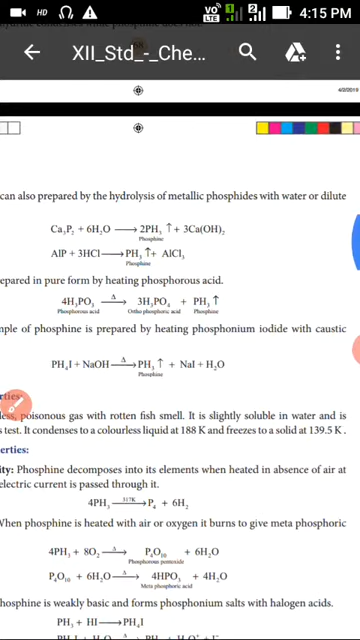 HD VO LTE 1 2 4:15 PM
XII_Std_-_Che...
4/2/2019
can also prepared by the hydrolysis of metallic phosphides with water or dilute
Ca₃P₂ + 6H₂O ⟶ 2PH₃ ↑ + 3Ca(OH)₂
Phosphine
AlP + 3HCl ⟶ PH₃ ↑ + AlCl₃
Phosphine
epared in pure form by heating phosphorous acid.
4H₃PO₃ —Δ→ 3H₃PO₄ + PH₃ ↑
Phosphorous acid Ortho phosphoric acid Phosphine
mple of phosphine is prepared by heating phosphonium iodide with caustic
PH₄I + NaOH —Δ→ PH₃ ↑ + NaI + H₂O
Phosphine
rties:
less, poisonous gas with rotten fish smell. It is slightly soluble in water and is
s test. It condenses to a colourless liquid at 188 K and freezes to a solid at 139.5 K .
perties:
ity: Phosphine decomposes into its elements when heated in absence of air at
electric current is passed through it.
4PH₃ —317K→ P₄ + 6H₂
When phosphine is heated with air or oxygen it burns to give meta phosphoric
4PH₃ + 8O₂ —Δ→ P₄O₁₀ + 6H₂O
Phosphorous pentoxide
P₄O₁₀ + 6H₂O —Δ→ 4HPO₃ + 4H₂O
Meta phosphoric acid
hosphine is weakly basic and forms phosphonium salts with halogen acids.
PH₃ + HI ⟶ PH₄I